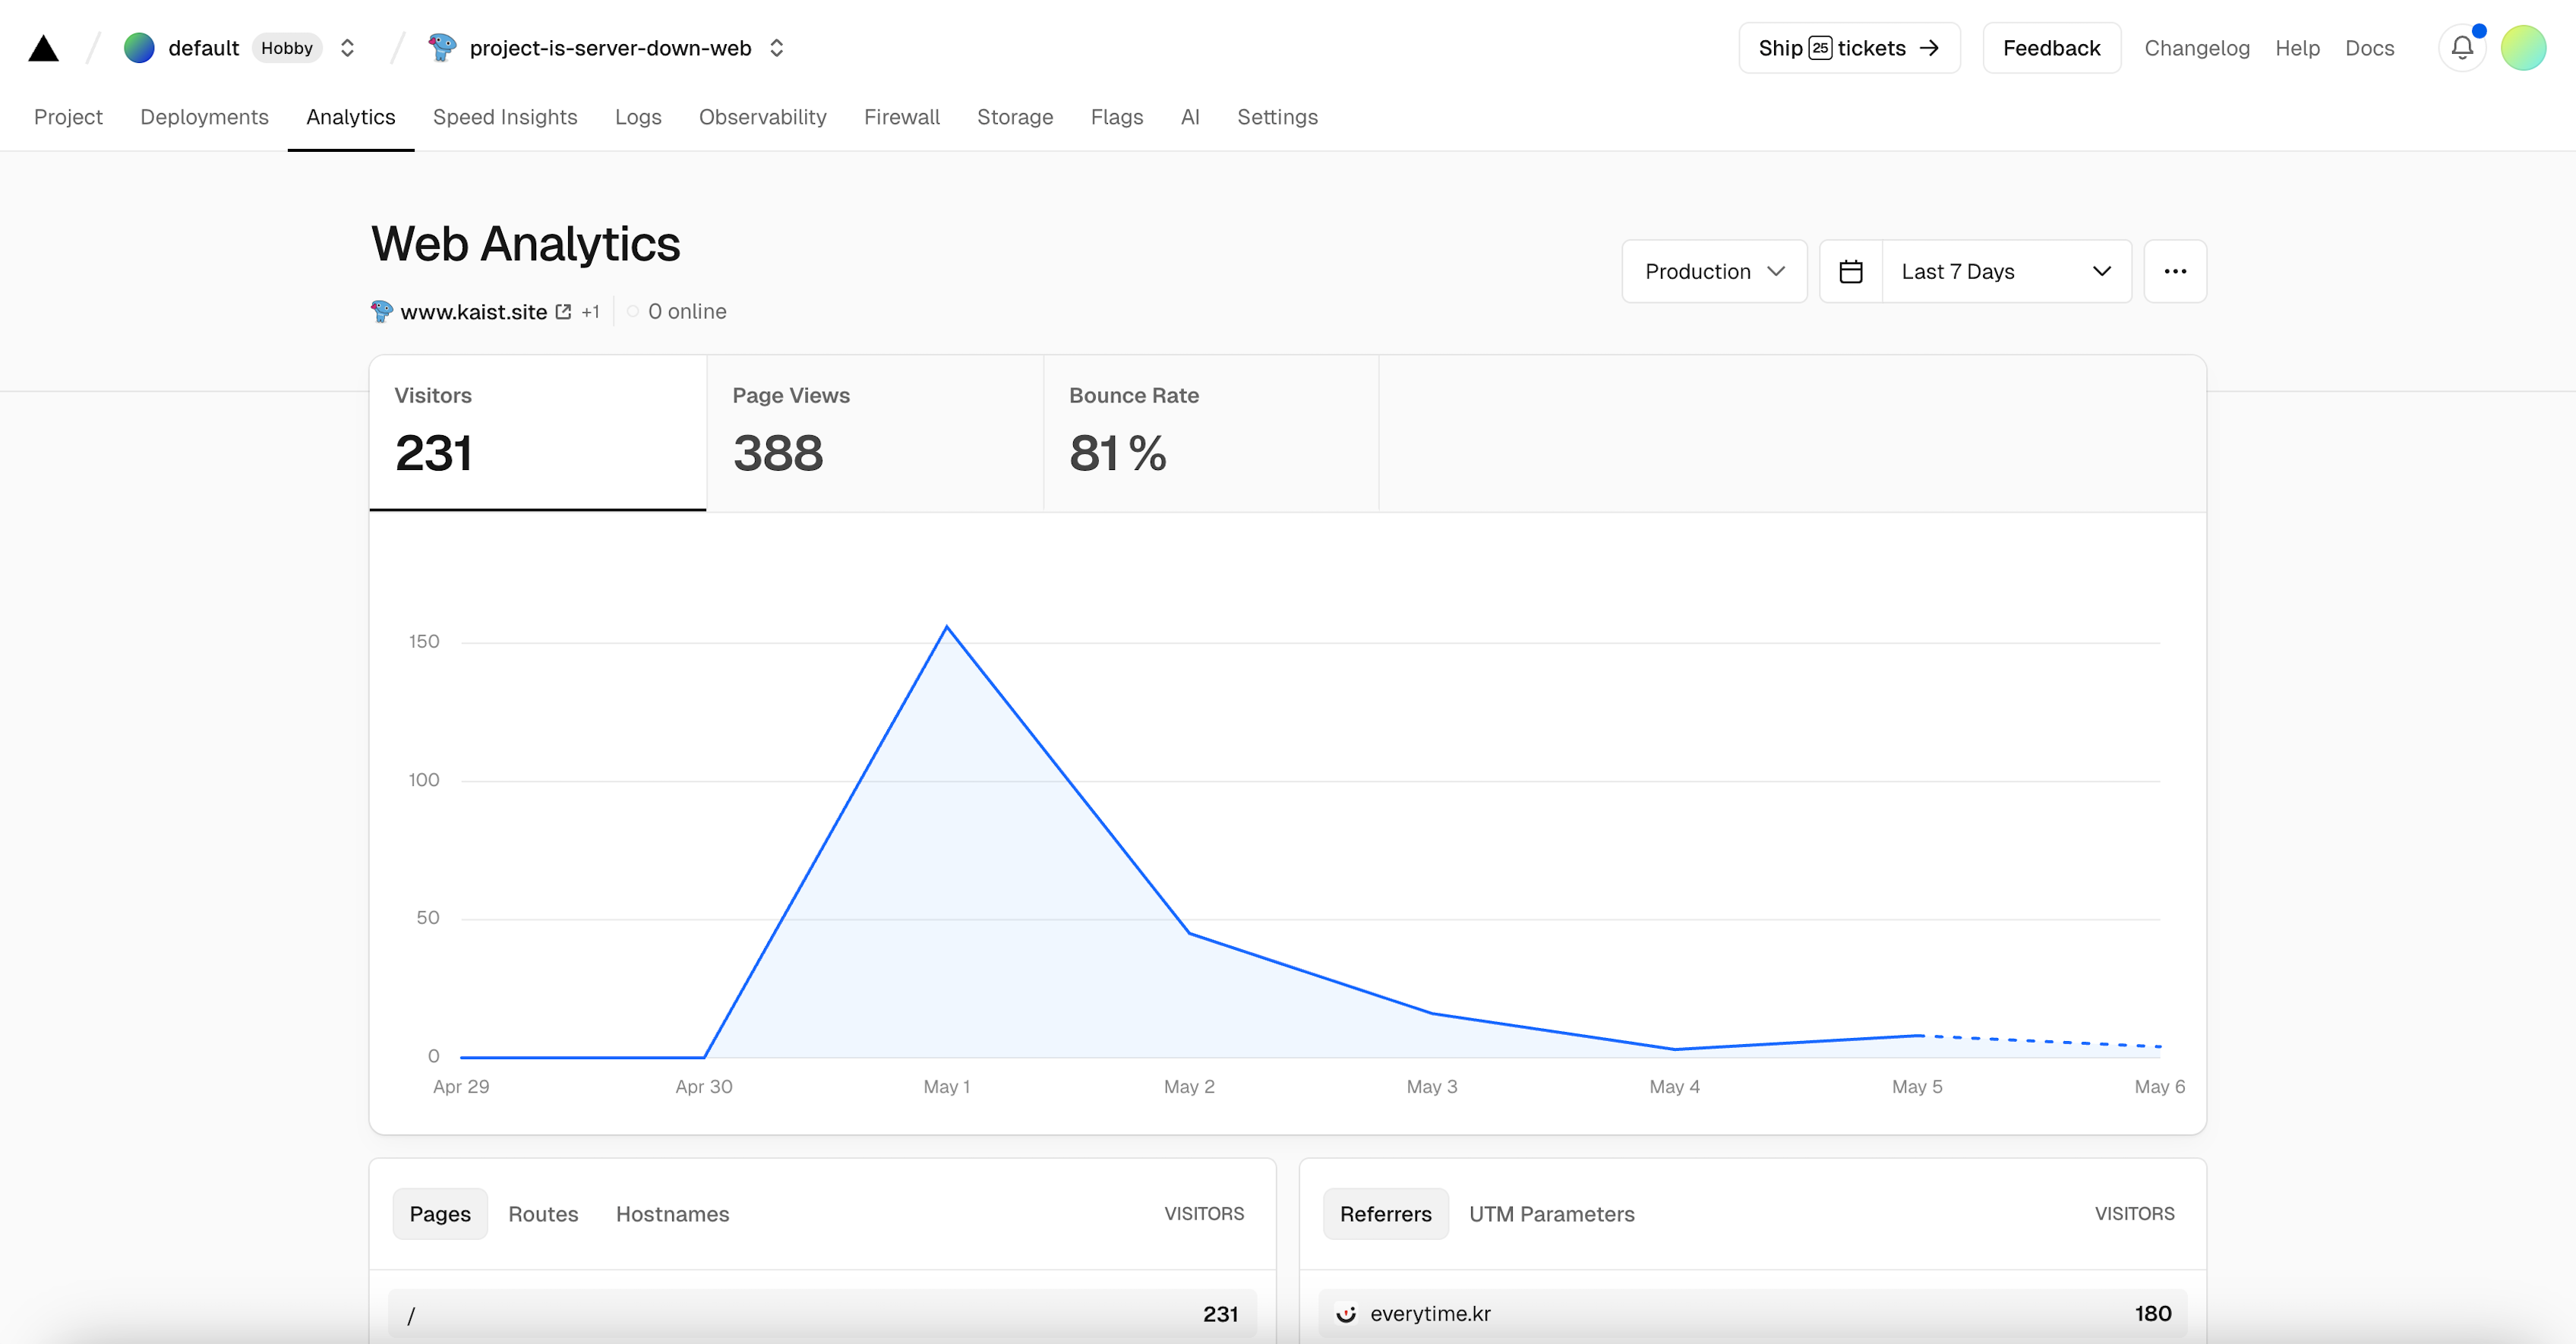 default Hobby project-is-server-down-web Ship 25 tickets → Feedback Changelog Help Docs
Project Deployments Analytics Speed Insights Logs Observability Firewall Storage Flags AI Settings
Web Analytics
Production Last 7 Days
www.kaist.site +1 0 online
Visitors Page Views Bounce Rate
231 388 81 %
150
100
50
0
Apr 29 Apr 30 May 1 May 2 May 3 May 4 May 5 May 6
Pages Routes Hostnames VISITORS
/ 231
Referrers UTM Parameters VISITORS
everytime.kr 180